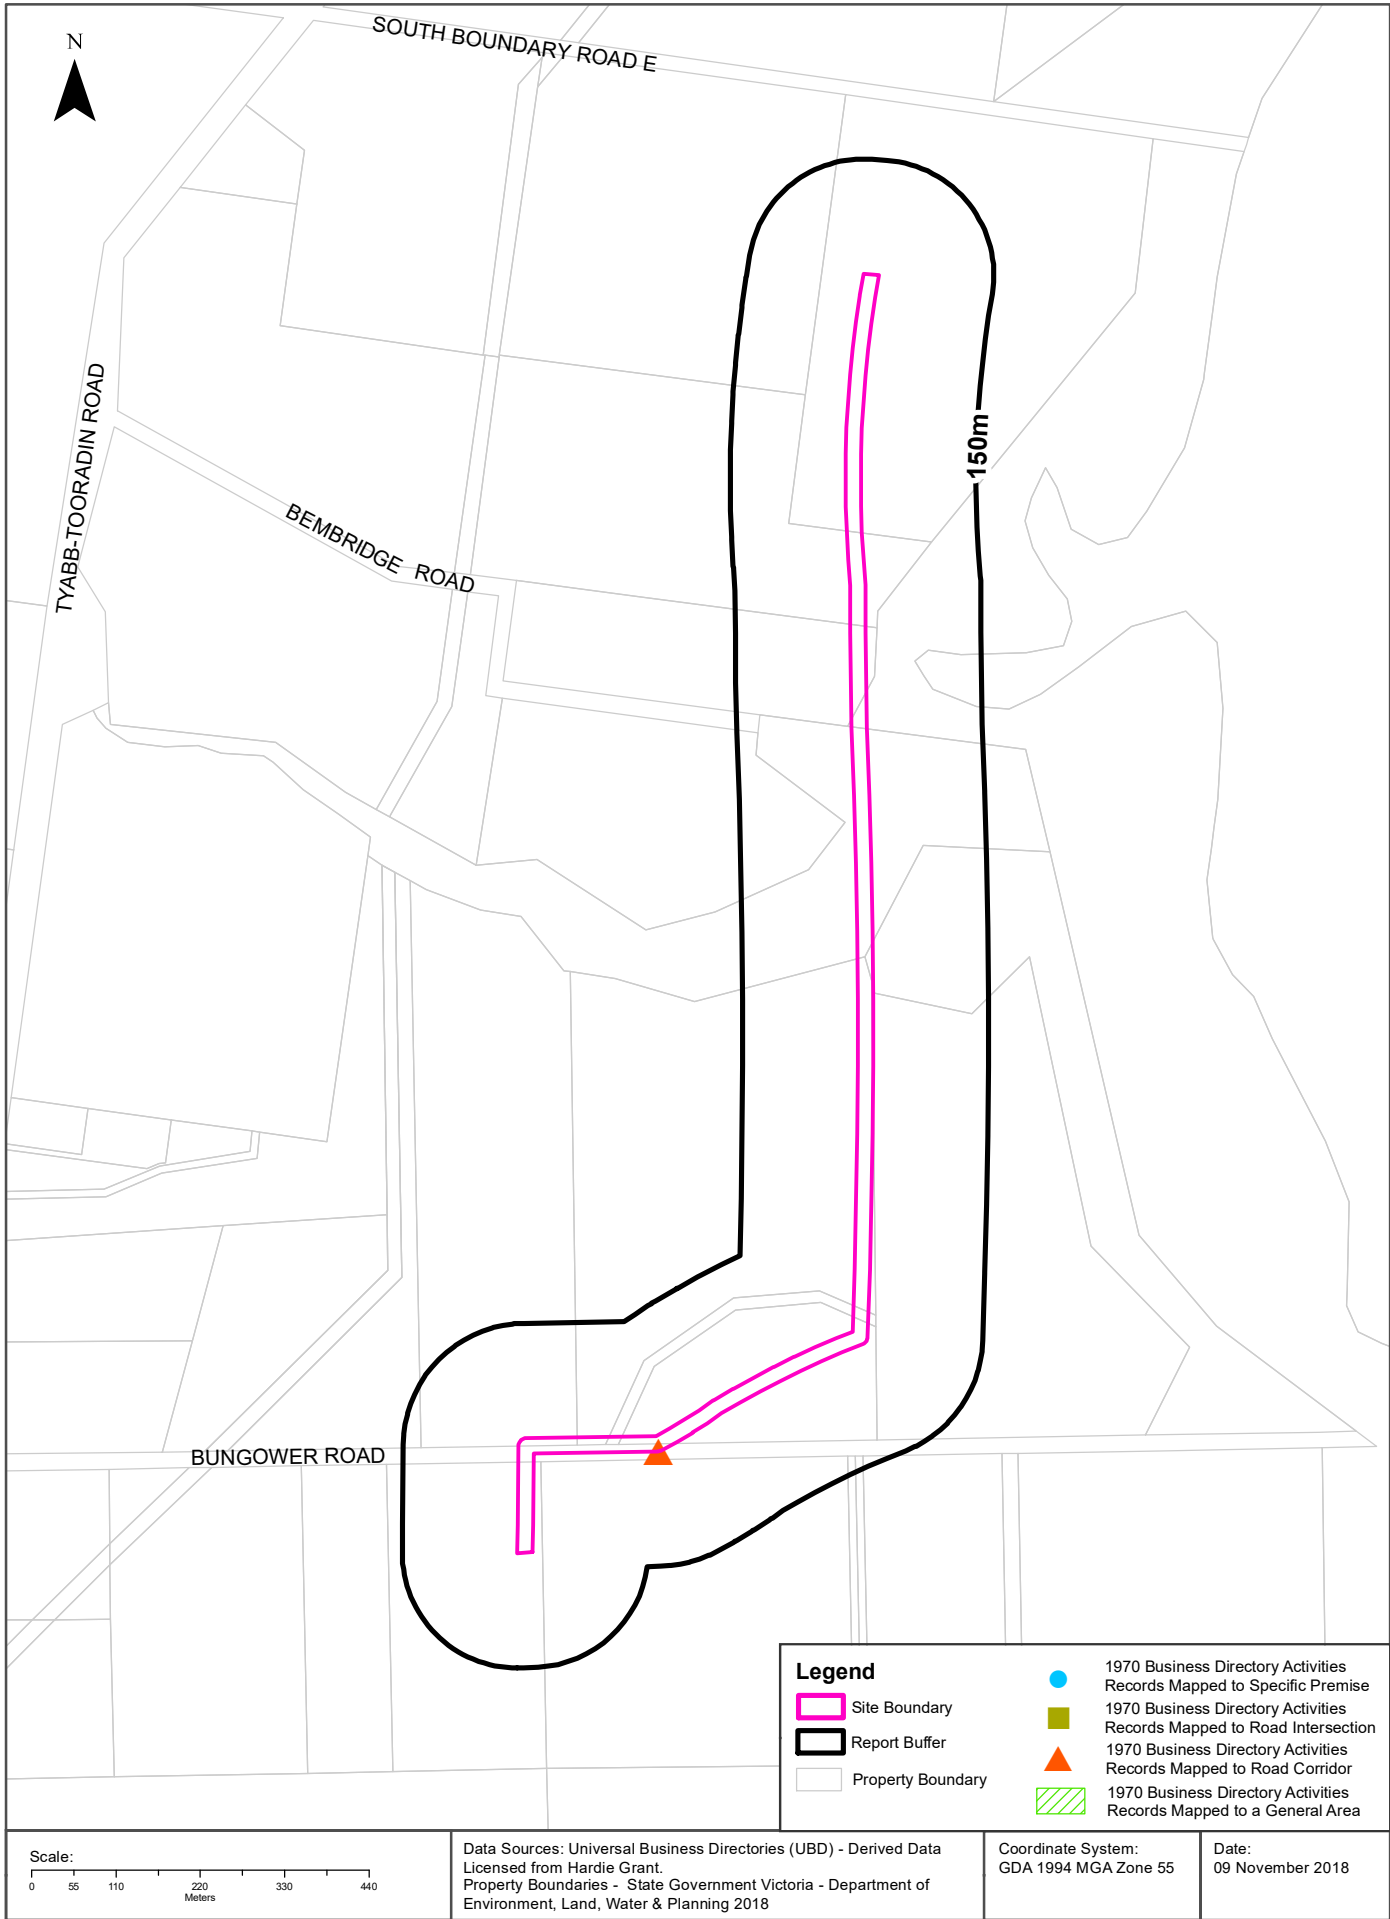 N
SOUTH BOUNDARY ROAD E
TYABB-TOORADIN ROAD
150m
BEMBRIDGE ROAD
BUNGOWER ROAD
Legend
Site Boundary
Report Buffer
Property Boundary
1970 Business Directory Activities
Records Mapped to Specific Premise
1970 Business Directory Activities
Records Mapped to Road Intersection
1970 Business Directory Activities
Records Mapped to Road Corridor
1970 Business Directory Activities
Records Mapped to a General Area
Scale:
0 55 110 220 330 440
Meters
Data Sources: Universal Business Directories (UBD) - Derived Data
Licensed from Hardie Grant.
Property Boundaries - State Government Victoria - Department of
Environment, Land, Water & Planning 2018
Coordinate System:
GDA 1994 MGA Zone 55
Date:
09 November 2018